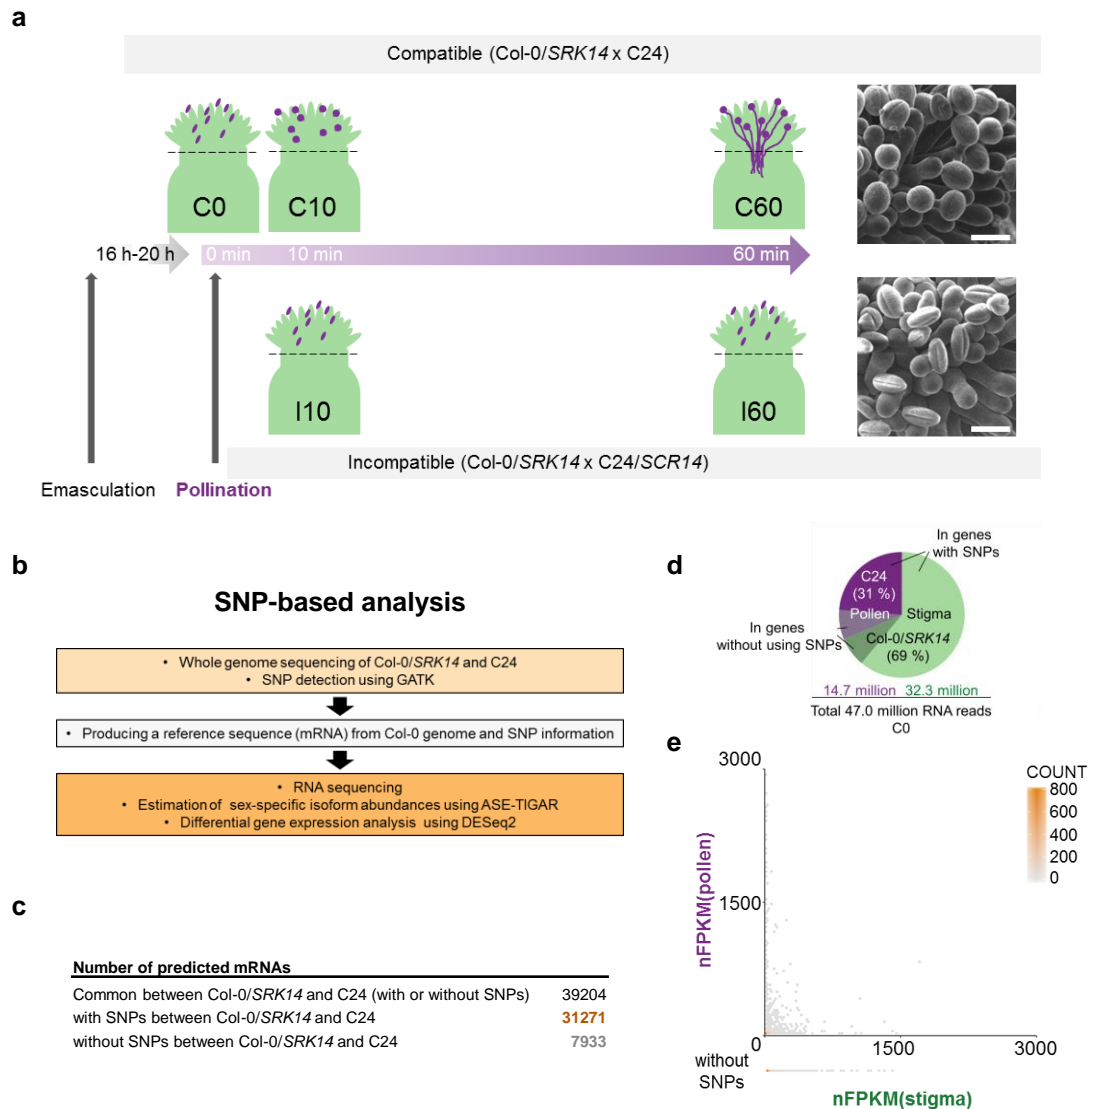 a
Compatible (Col-0/SRK14 x C24)
C0
C10
C60
16 h-20 h
0 min
10 min
60 min
I10
I60
Incompatible (Col-0/SRK14 x C24/SCR14)
Emasculation
Pollination
b
SNP-based analysis
• Whole genome sequencing of Col-0/SRK14 and C24
• SNP detection using GATK
• Producing a reference sequence (mRNA) from Col-0 genome and SNP information
• RNA sequencing
• Estimation of sex-specific isoform abundances using ASE-TIGAR
• Differential gene expression analysis using DESeq2
c
Number of predicted mRNAs
Common between Col-0/SRK14 and C24 (with or without SNPs) 39204
with SNPs between Col-0/SRK14 and C24 31271
without SNPs between Col-0/SRK14 and C24 7933
d
In genes
with SNPs
C24
(31 %)
Pollen
Stigma
In genes
without using SNPs
Col-0/SRK14
(69 %)
14.7 million 32.3 million
Total 47.0 million RNA reads
C0
e
3000
1500
0
nFPKM(pollen)
COUNT
800
600
400
200
0
1500
3000
without
SNPs
nFPKM(stigma)